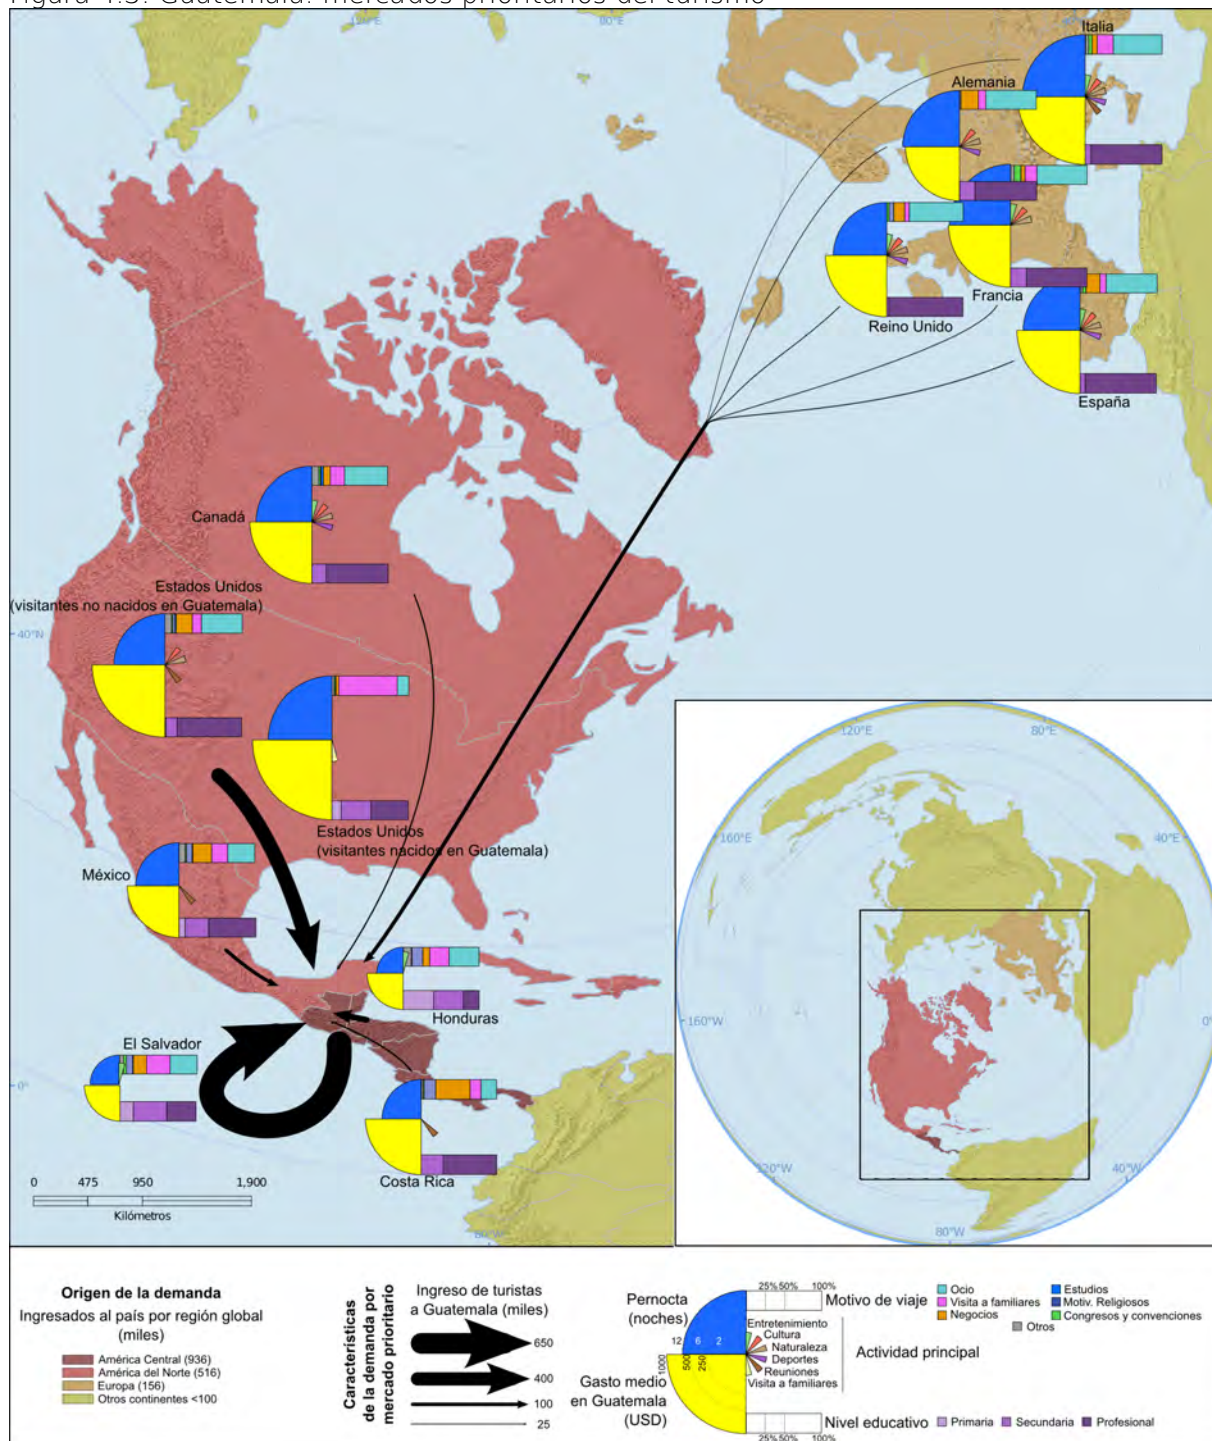 Figura 4.5. Guatemala: mercados prioritarios del turismo
120°E
80°E
Italia
Alemania
Francia
Reino Unido
España
Canadá
Estados Unidos
(visitantes no nacidos en Guatemala)
40°N
Estados Unidos
(visitantes nacidos en Guatemala)
México
Honduras
El Salvador
0°
Costa Rica
0 475 950 1,900
Kilómetros
80°W
120°E
80°E
160°E
40°E
160°W
0°
120°W
40°W
80°W
Origen de la demanda
Ingresados al país por región global
(miles)
América Central (936)
América del Norte (516)
Europa (156)
Otros continentes <100
Características
de la demanda por
mercado prioritario
Ingreso de turistas
a Guatemala (miles)
650
400
100
25
Pernocta
(noches)
12 6 2
1000 500 250
Gasto medio
en Guatemala
(USD)
25% 50% 100%
Motivo de viaje
Ocio
Visita a familiares
Negocios
Otros
Estudios
Motiv. Religiosos
Congresos y convenciones
Entretenimiento
Cultura
Naturaleza
Deportes
Reuniones
Visita a familiares
Actividad principal
Nivel educativo
Primaria Secundaria Profesional
25% 50% 100%